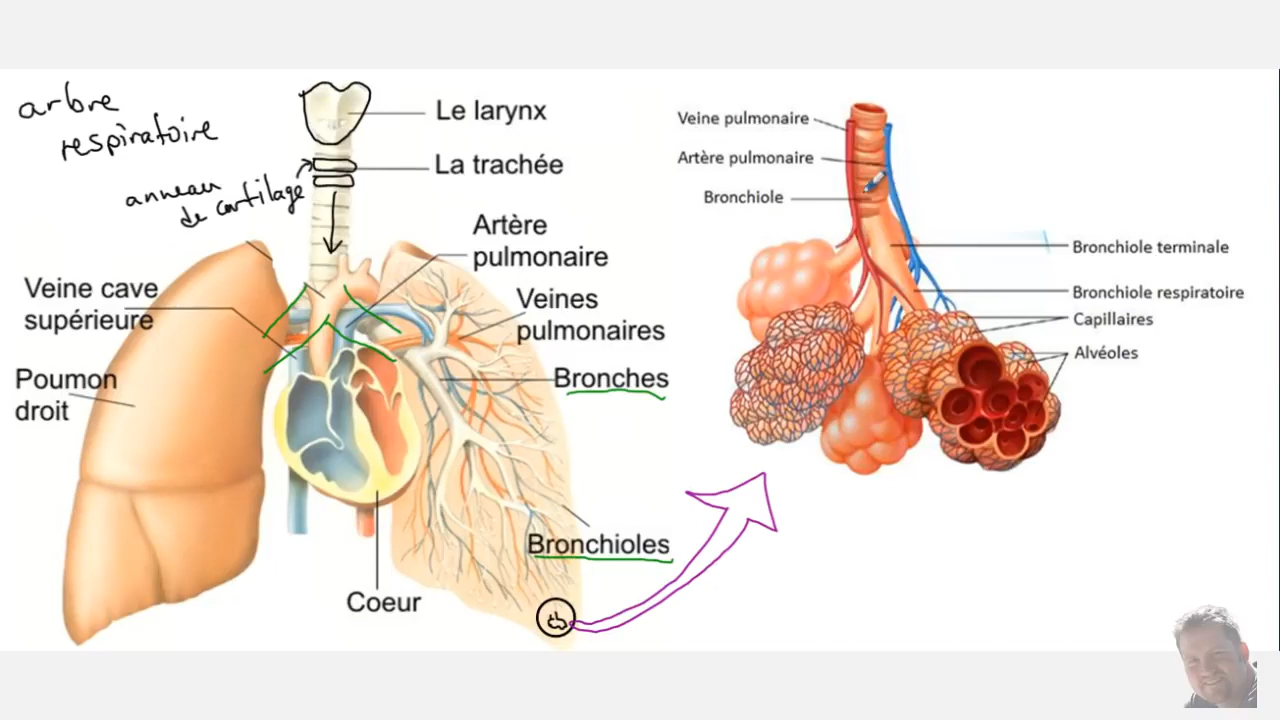 arbre
respiratoire
anneau
de cartilage
Le larynx
La trachée
Artère
pulmonaire
Veine cave
supérieure
Veines
pulmonaires
Poumon
droit
Bronches
Bronchioles
Coeur
Veine pulmonaire
Artère pulmonaire
Bronchiole
Bronchiole terminale
Bronchiole respiratoire
Capillaires
Alvéoles